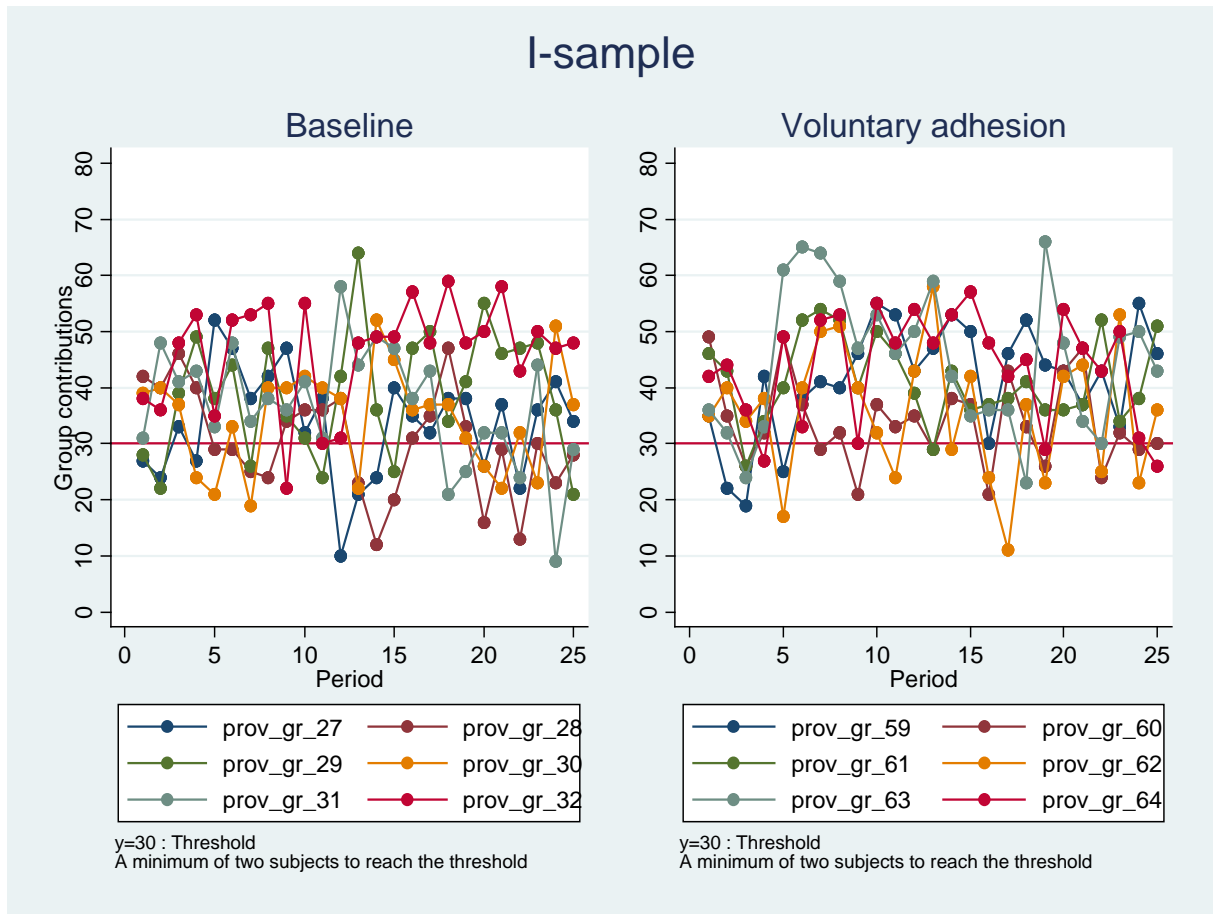 I-sample
Baseline
Group contributions
80
70
60
50
40
30
20
10
0
0 5 10 15 20 25
Period
prov_gr_27 prov_gr_28
prov_gr_29 prov_gr_30
prov_gr_31 prov_gr_32
y=30 : Threshold
A minimum of two subjects to reach the threshold
Voluntary adhesion
80
70
60
50
40
30
20
10
0
0 5 10 15 20 25
Period
prov_gr_59 prov_gr_60
prov_gr_61 prov_gr_62
prov_gr_63 prov_gr_64
y=30 : Threshold
A minimum of two subjects to reach the threshold